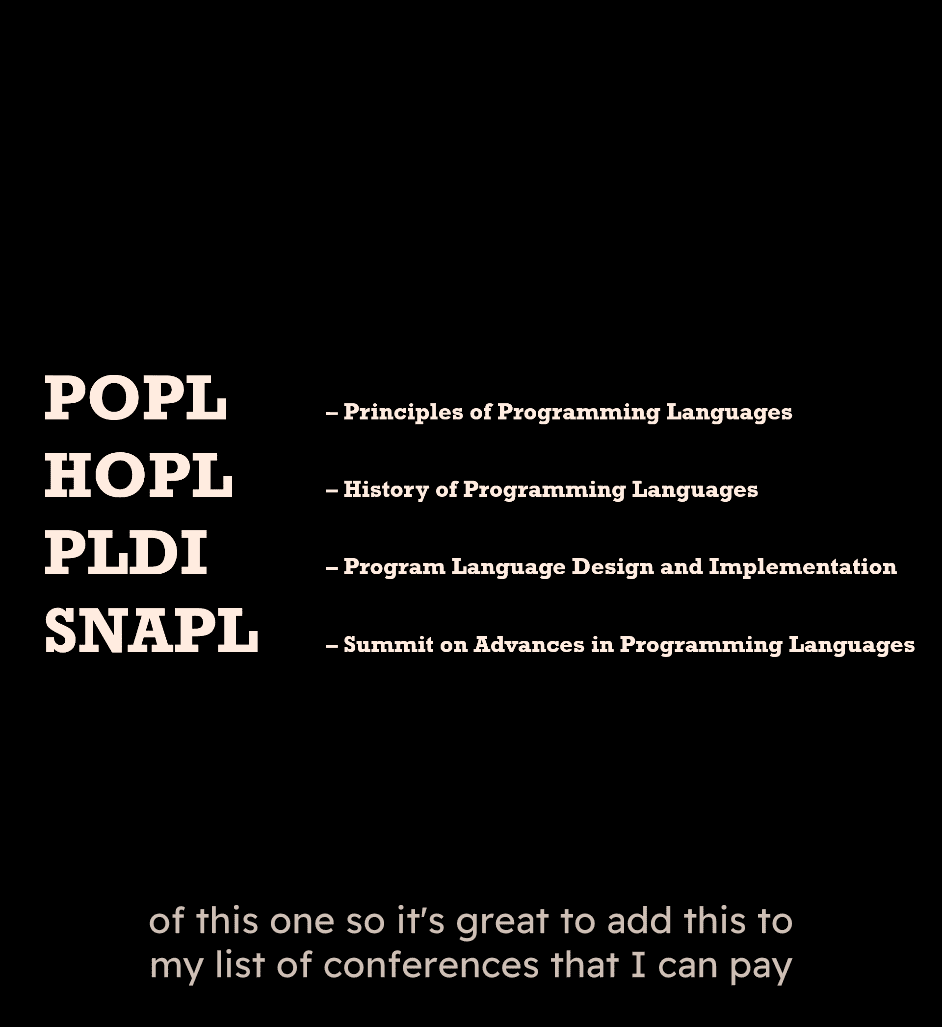 POPL – Principles of Programming Languages
HOPL – History of Programming Languages
PLDI – Program Language Design and Implementation
SNAPL – Summit on Advances in Programming Languages
of this one so it's great to add this to
my list of conferences that I can pay